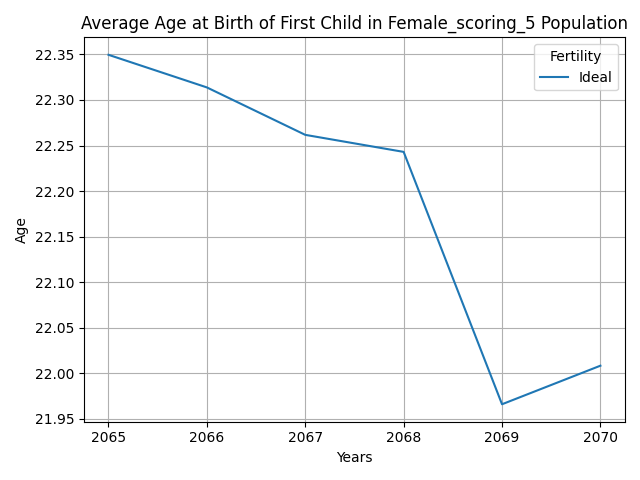 Average Age at Birth of First Child in Female_scoring_5 Population
Fertility
Ideal
22.35
22.30
22.25
22.20
22.15
22.10
22.05
22.00
21.95
Age
2065 2066 2067 2068 2069 2070
Years